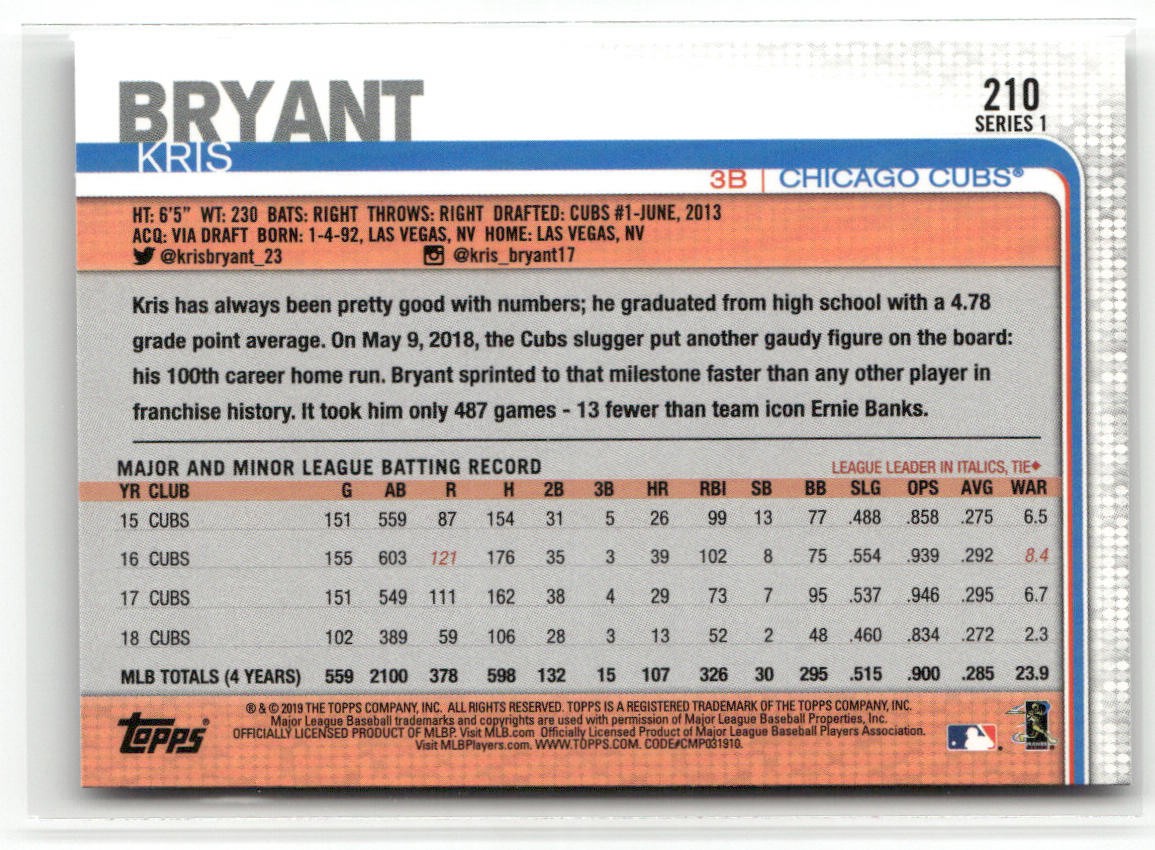 BRYANT
KRIS
210
SERIES 1
3B | CHICAGO CUBS®
HT: 6'5" WT: 230 BATS: RIGHT THROWS: RIGHT DRAFTED: CUBS #1-JUNE, 2013
ACQ: VIA DRAFT BORN: 1-4-92, LAS VEGAS, NV HOME: LAS VEGAS, NV
@krisbryant_23 @kris_bryant17
Kris has always been pretty good with numbers; he graduated from high school with a 4.78
grade point average. On May 9, 2018, the Cubs slugger put another gaudy figure on the board:
his 100th career home run. Bryant sprinted to that milestone faster than any other player in
franchise history. It took him only 487 games - 13 fewer than team icon Ernie Banks.
MAJOR AND MINOR LEAGUE BATTING RECORD LEAGUE LEADER IN ITALICS, TIE♦
YR CLUB G AB R H 2B 3B HR RBI SB BB SLG OPS AVG WAR
15 CUBS 151 559 87 154 31 5 26 99 13 77 .488 .858 .275 6.5
16 CUBS 155 603 121 176 35 3 39 102 8 75 .554 .939 .292 8.4
17 CUBS 151 549 111 162 38 4 29 73 7 95 .537 .946 .295 6.7
18 CUBS 102 389 59 106 28 3 13 52 2 48 .460 .834 .272 2.3
MLB TOTALS (4 YEARS) 559 2100 378 598 132 15 107 326 30 295 .515 .900 .285 23.9
Topps®
® & © 2019 THE TOPPS COMPANY, INC. ALL RIGHTS RESERVED. TOPPS IS A REGISTERED TRADEMARK OF THE TOPPS COMPANY, INC.
Major League Baseball trademarks and copyrights are used with permission of Major League Baseball Properties, Inc.
OFFICIALLY LICENSED PRODUCT OF MLBP. Visit MLB.com Officially Licensed Product of Major League Baseball Players Association.
Visit MLBPlayers.com. WWW.TOPPS.COM. CODE#CMP031910.